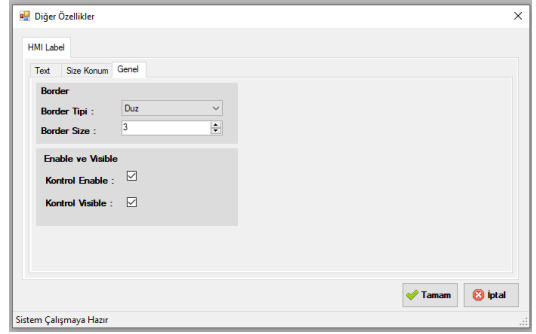 Diğer Özellikler
HMI Label
Text Size Konum Genel
Border
Border Tipi : Duz
Border Size : 3
Enable ve Visible
Kontrol Enable :
Kontrol Visible :
Tamam İptal
Sistem Çalışmaya Hazır